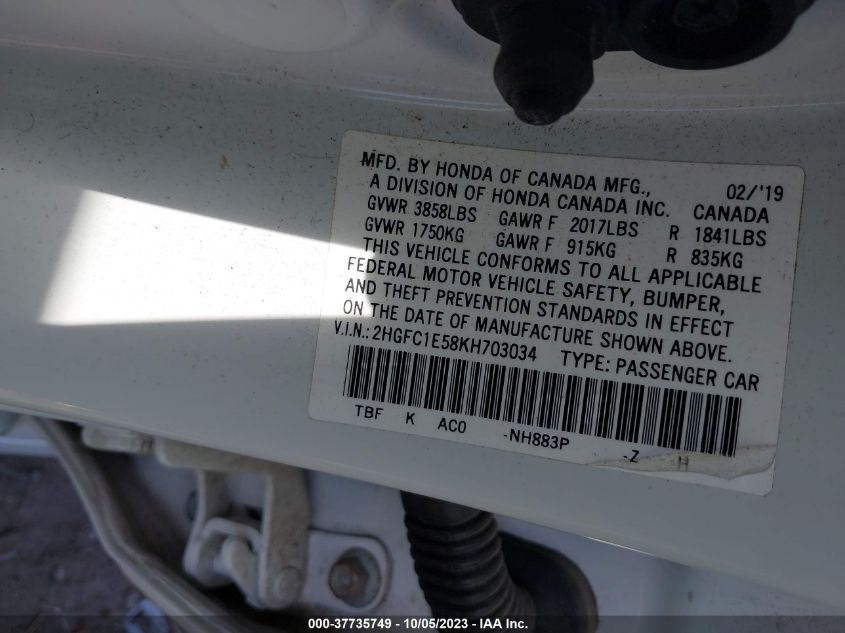 MFD. BY HONDA OF CANADA MFG., 02/'19
A DIVISION OF HONDA CANADA INC. CANADA
GVWR 3858LBS GAWR F 2017LBS R 1841LBS
GVWR 1750KG GAWR F 915KG R 835KG
THIS VEHICLE CONFORMS TO ALL APPLICABLE
FEDERAL MOTOR VEHICLE SAFETY, BUMPER,
AND THEFT PREVENTION STANDARDS IN EFFECT
ON THE DATE OF MANUFACTURE SHOWN ABOVE.
V.I.N.: 2HGFC1E58KH703034 TYPE: PASSENGER CAR
TBF K AC0 -NH883P -Z H
000-37735749 - 10/05/2023 - IAA Inc.